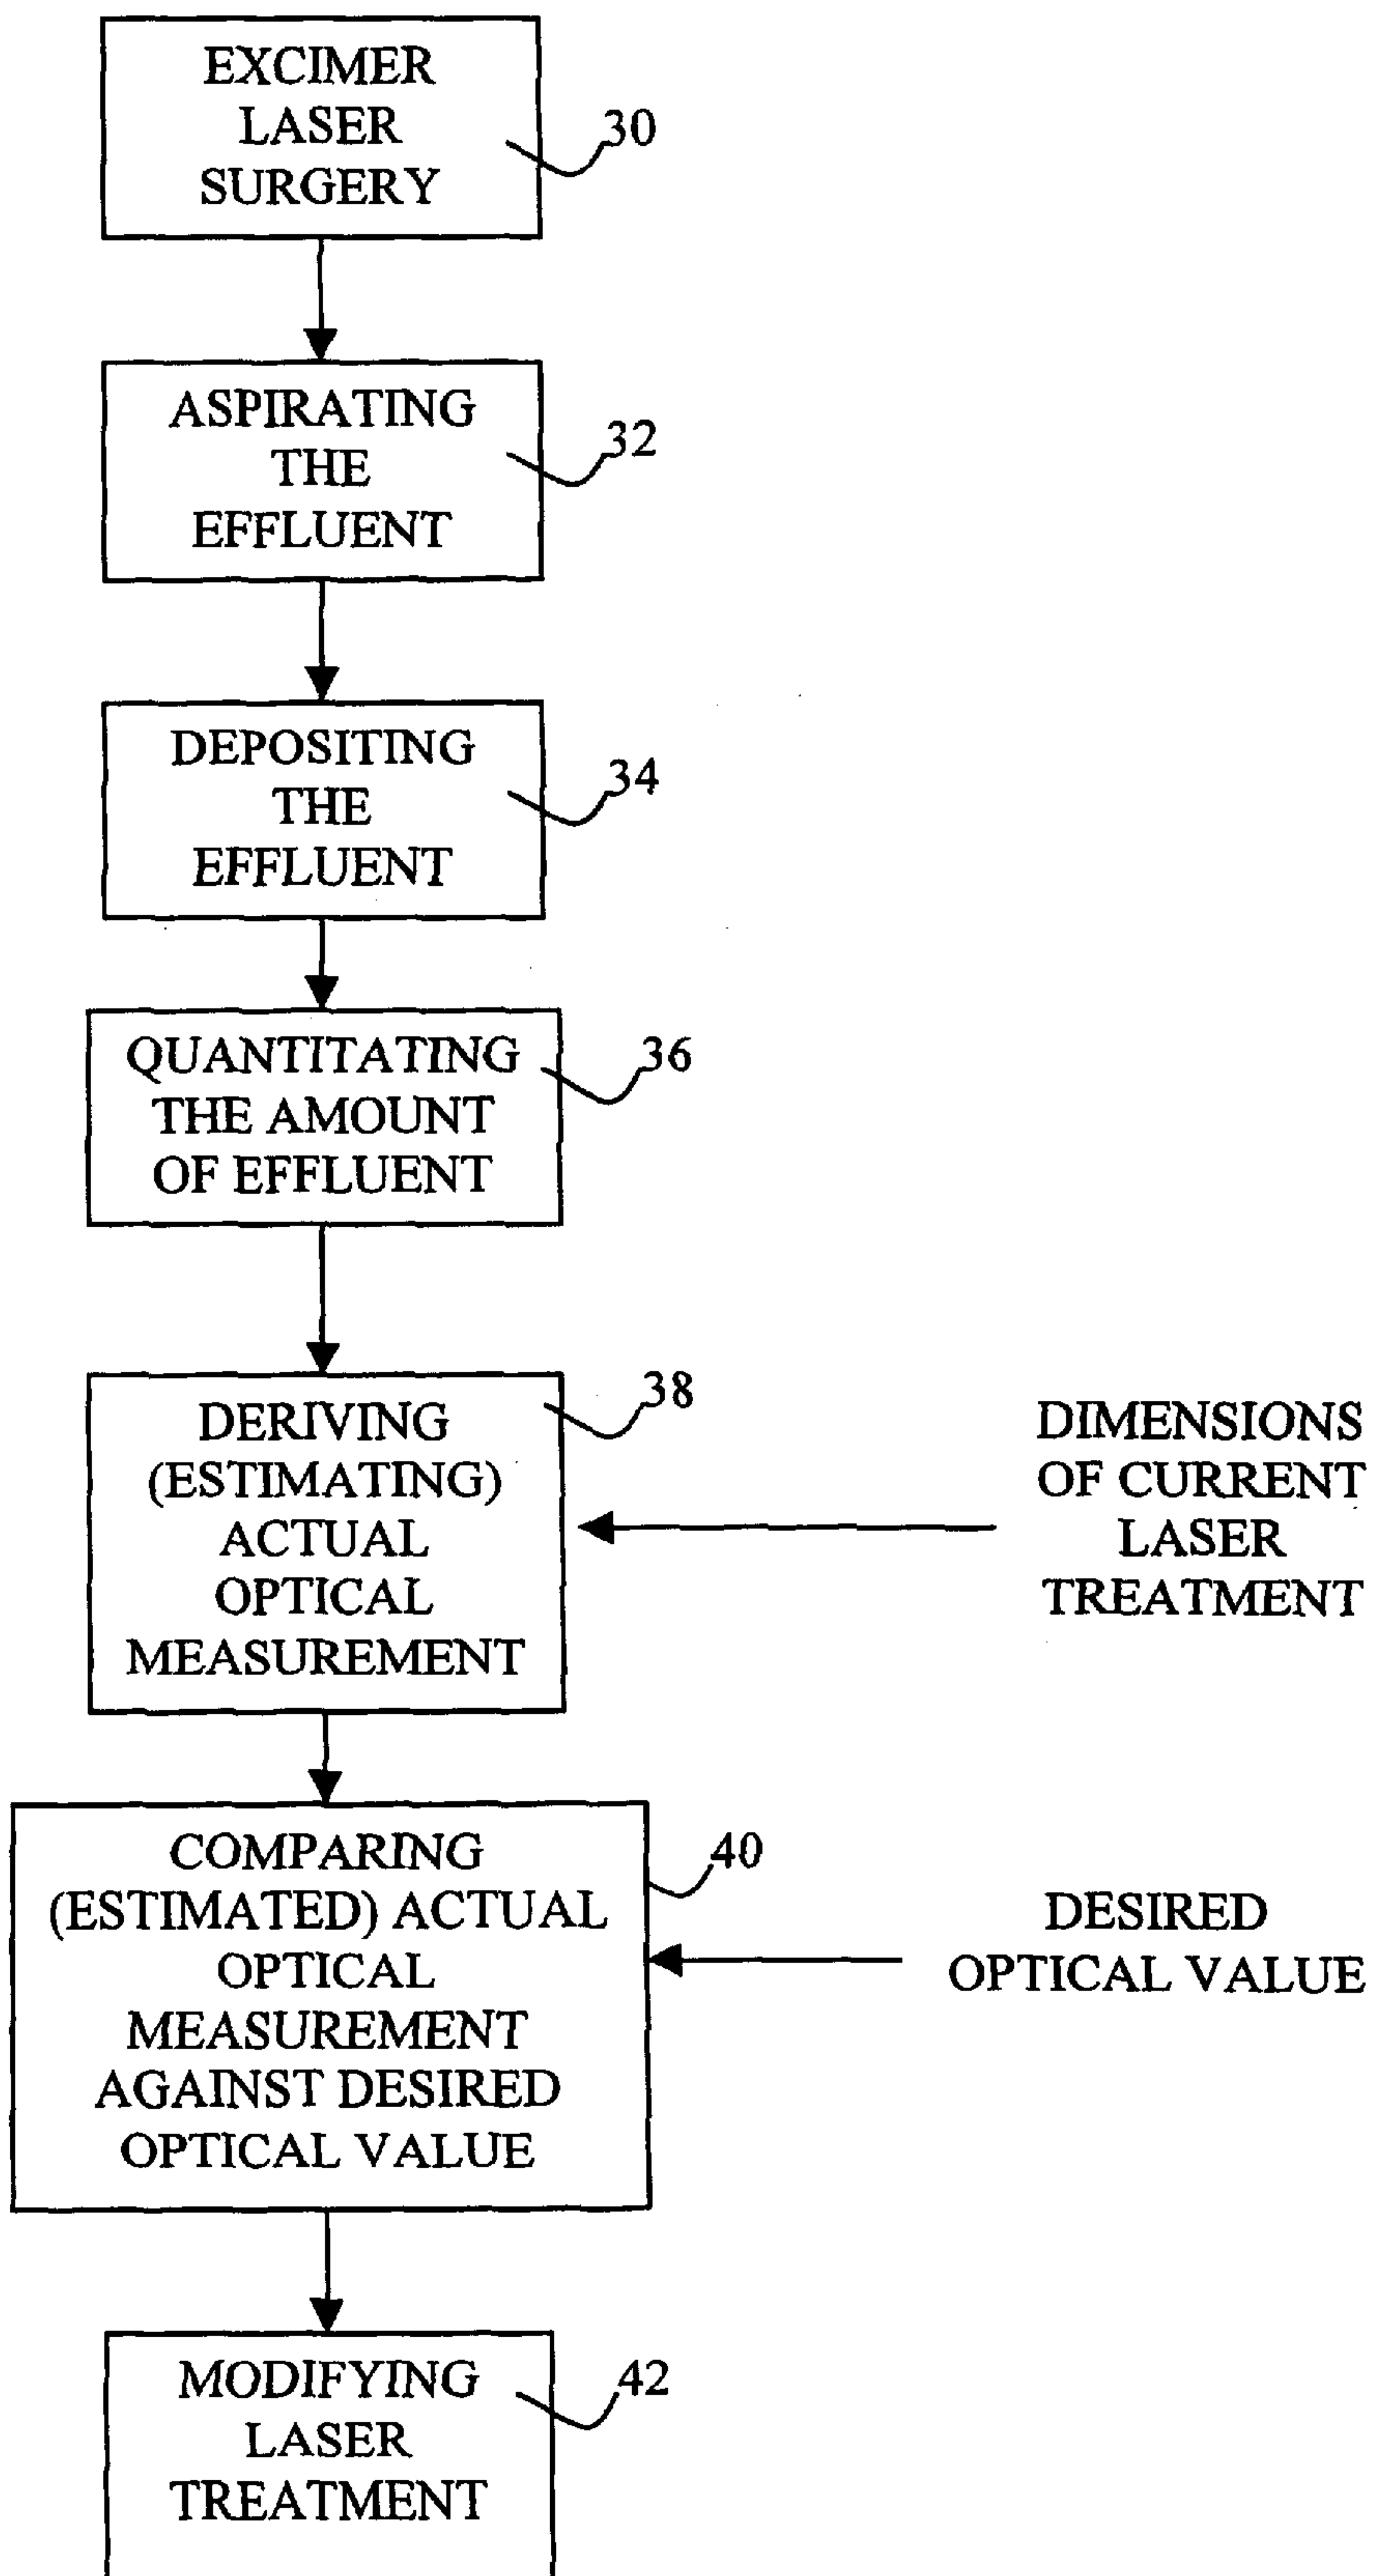 EXCIMER
LASER
SURGERY
30
ASPIRATING
THE
EFFLUENT
32
DEPOSITING
THE
EFFLUENT
34
QUANTITATING
THE AMOUNT
OF EFFLUENT
36
DERIVING
(ESTIMATING)
ACTUAL
OPTICAL
MEASUREMENT
38
DIMENSIONS
OF CURRENT
LASER
TREATMENT
COMPARING
(ESTIMATED) ACTUAL
OPTICAL
MEASUREMENT
AGAINST DESIRED
OPTICAL VALUE
40
DESIRED
OPTICAL VALUE
MODIFYING
LASER
TREATMENT
42